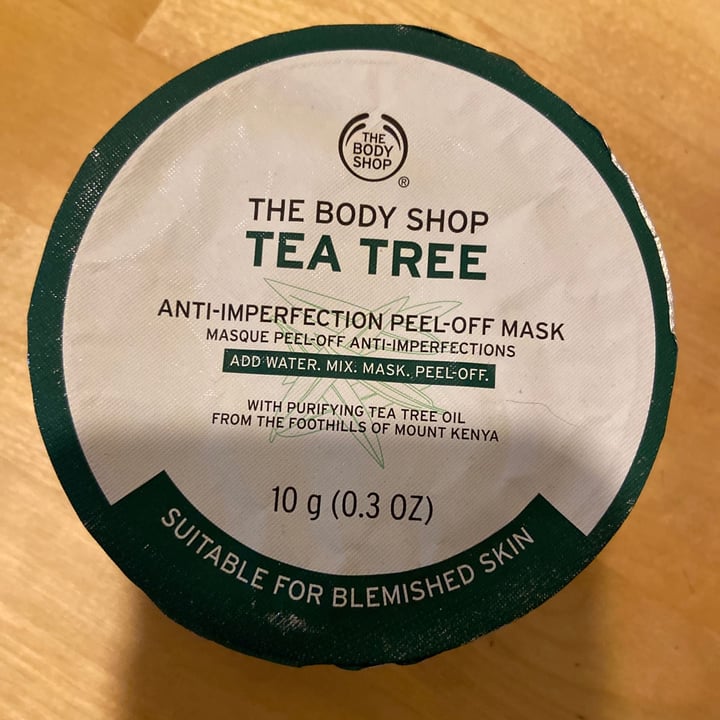 THE
BODY
SHOP
®
THE BODY SHOP
TEA TREE
ANTI-IMPERFECTION PEEL-OFF MASK
MASQUE PEEL-OFF ANTI-IMPERFECTIONS
ADD WATER. MIX. MASK. PEEL-OFF.
WITH PURIFYING TEA TREE OIL
FROM THE FOOTHILLS OF MOUNT KENYA
10 g (0.3 OZ)
SUITABLE FOR BLEMISHED SKIN